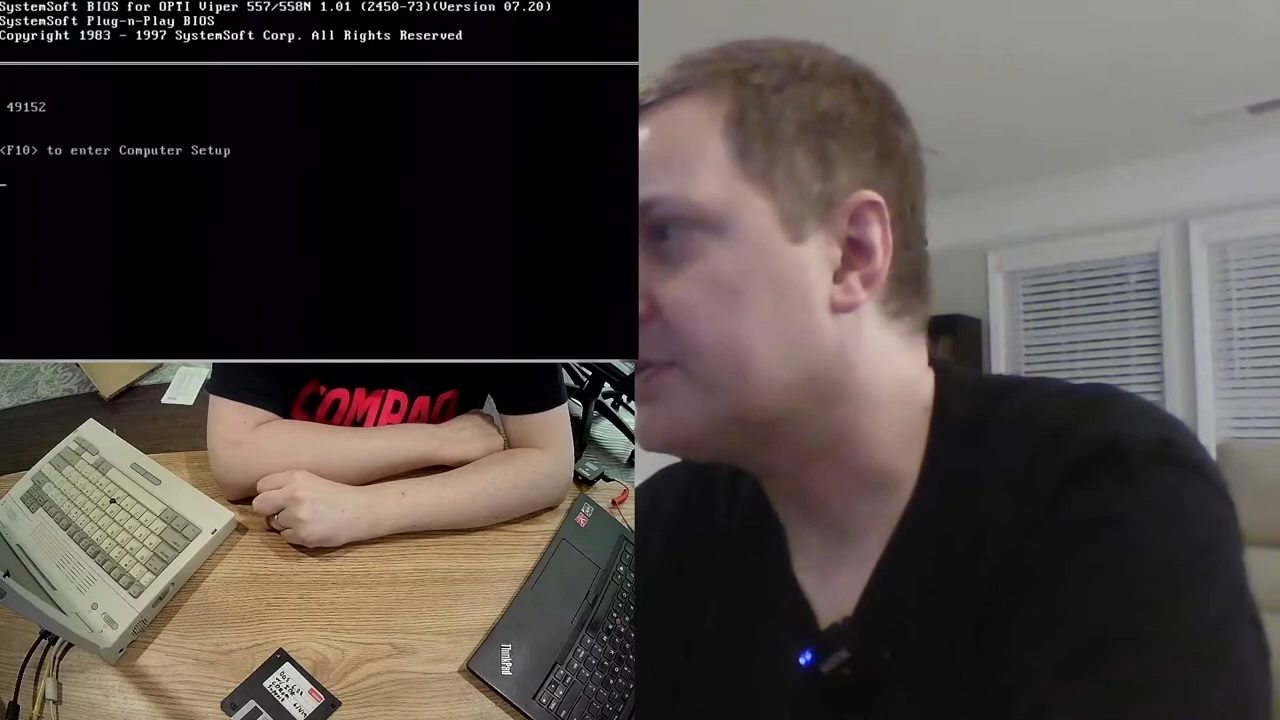 SystemSoft BIOS for OPTI Viper 557/558N 1.01 (2450-73)(Version 07.20)
SystemSoft Plug-n-Play BIOS
Copyright 1983 - 1997 SystemSoft Corp. All Rights Reserved
49152
<F10> to enter Computer Setup
COMPAQ
ThinkPad